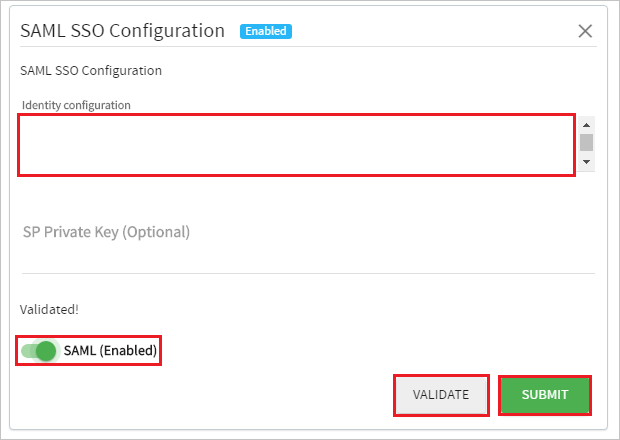 SAML SSO Configuration Enabled
SAML SSO Configuration
Identity configuration
SP Private Key (Optional)
Validated!
SAML (Enabled)
VALIDATE SUBMIT